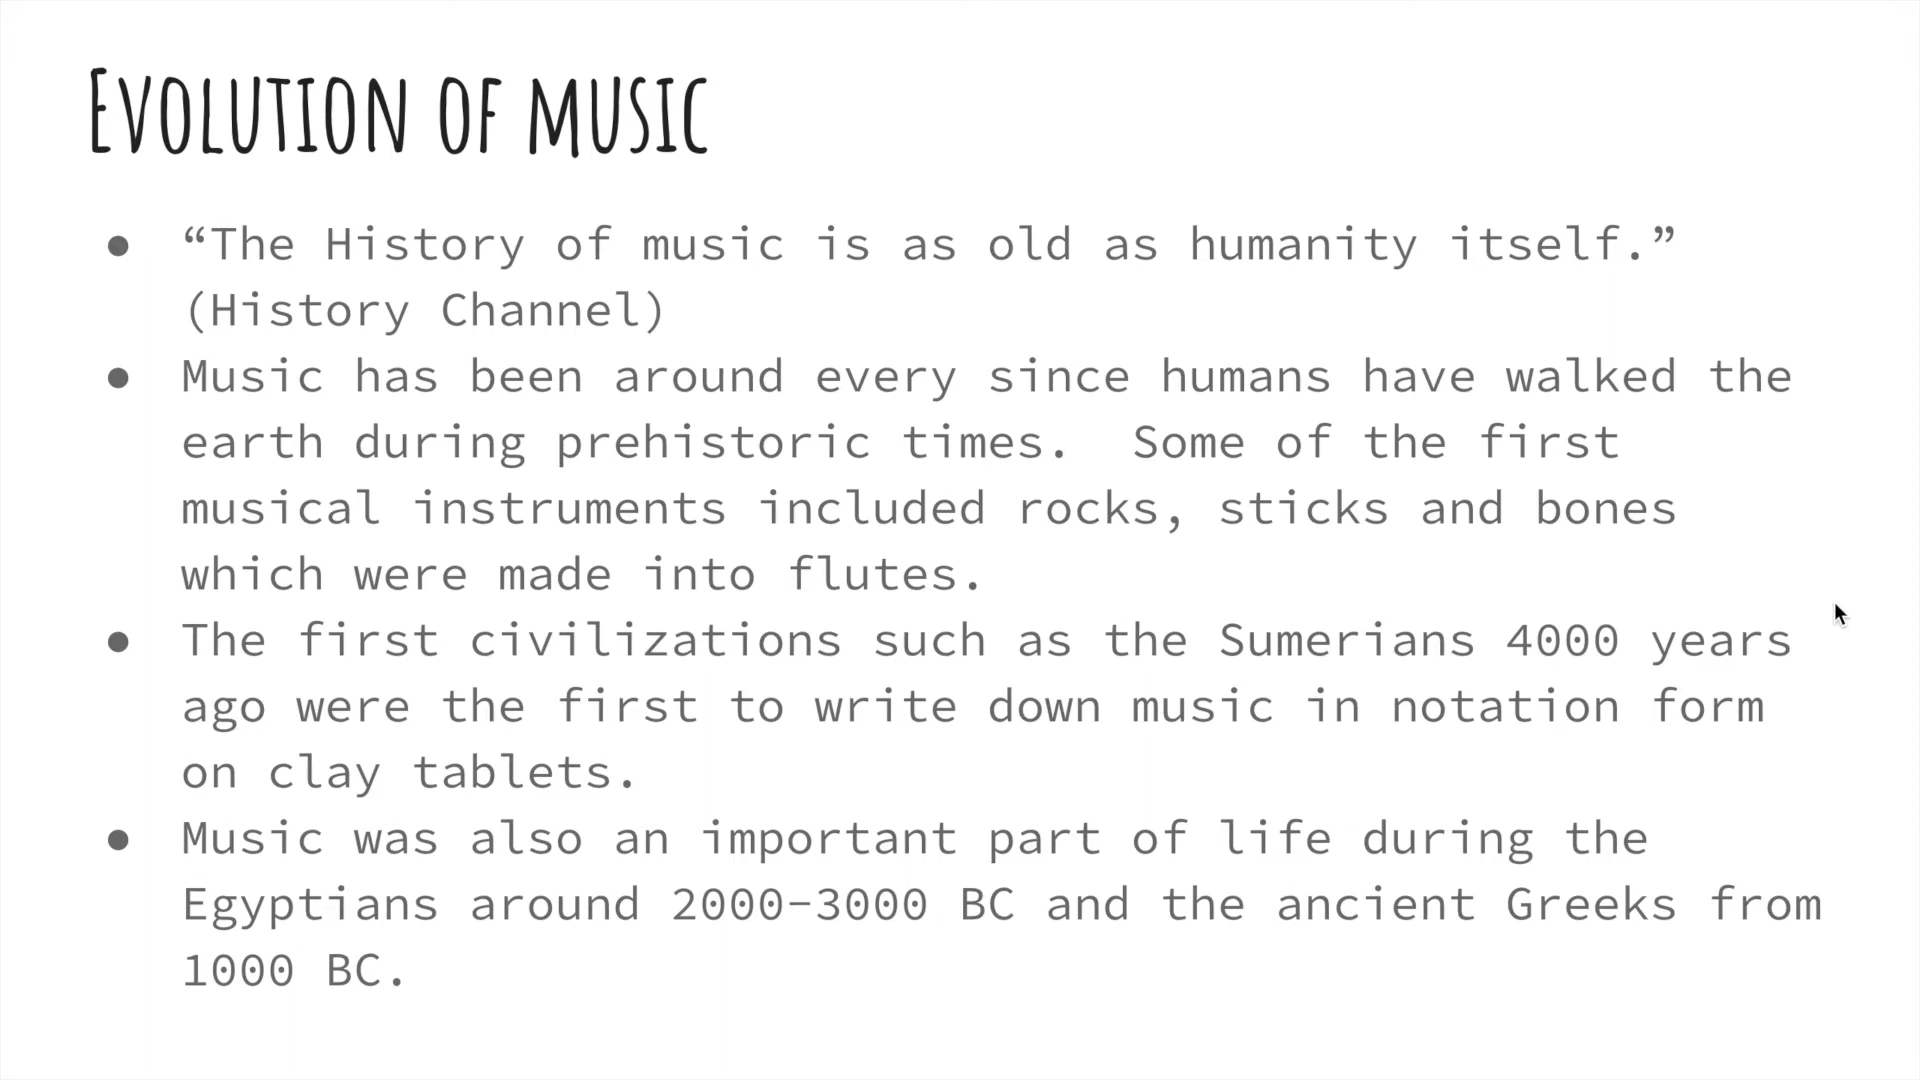 Evolution of music
● “The History of music is as old as humanity itself.”
(History Channel)
● Music has been around every since humans have walked the
earth during prehistoric times.  Some of the first
musical instruments included rocks, sticks and bones
which were made into flutes.
● The first civilizations such as the Sumerians 4000 years
ago were the first to write down music in notation form
on clay tablets.
● Music was also an important part of life during the
Egyptians around 2000-3000 BC and the ancient Greeks from
1000 BC.